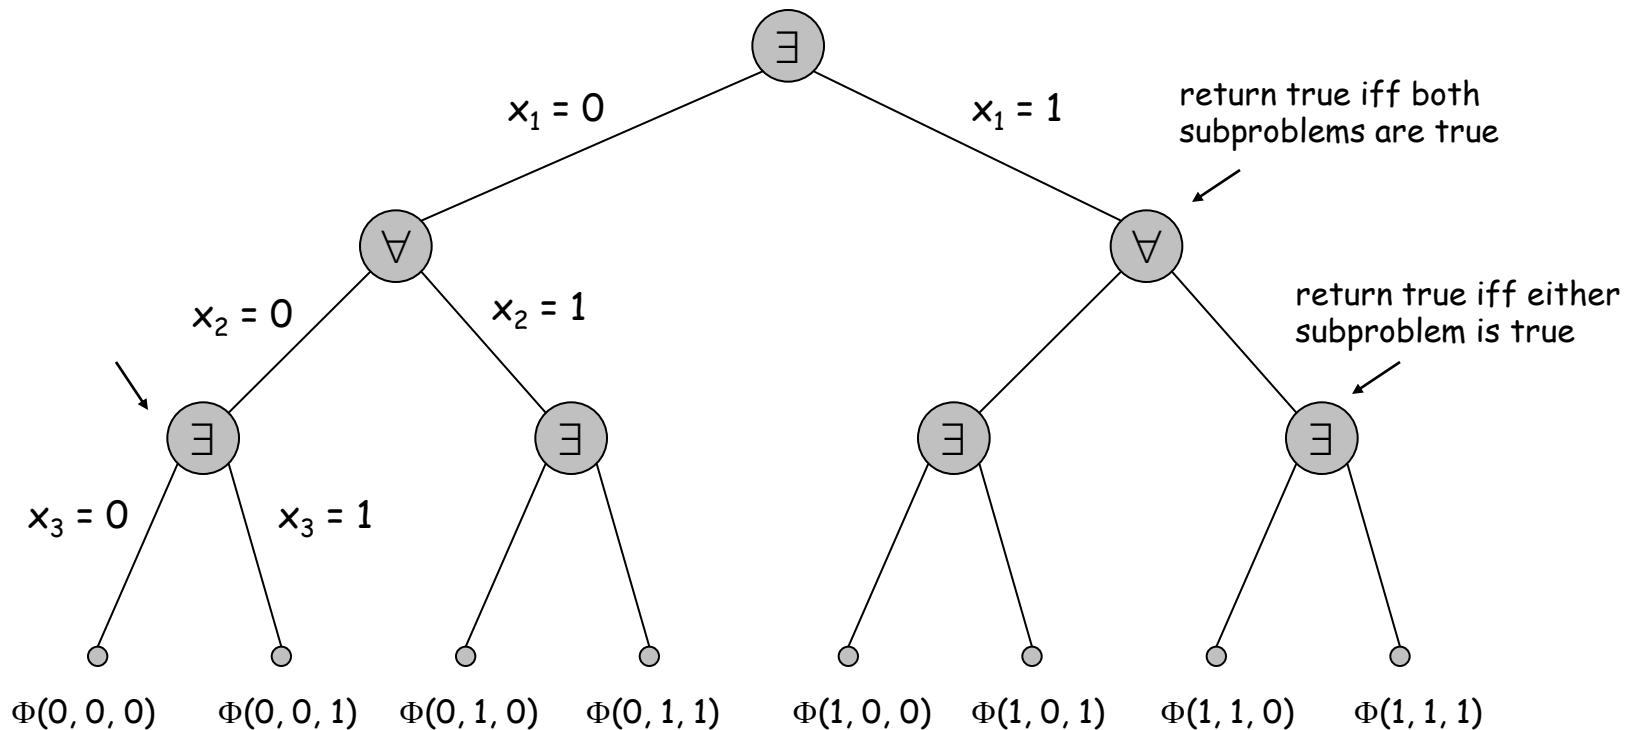 ∃
x₁ = 0
x₁ = 1
return true iff both
subproblems are true
∀
∀
x₂ = 0
x₂ = 1
return true iff either
subproblem is true
∃
∃
∃
∃
x₃ = 0
x₃ = 1
Φ(0, 0, 0)
Φ(0, 0, 1)
Φ(0, 1, 0)
Φ(0, 1, 1)
Φ(1, 0, 0)
Φ(1, 0, 1)
Φ(1, 1, 0)
Φ(1, 1, 1)